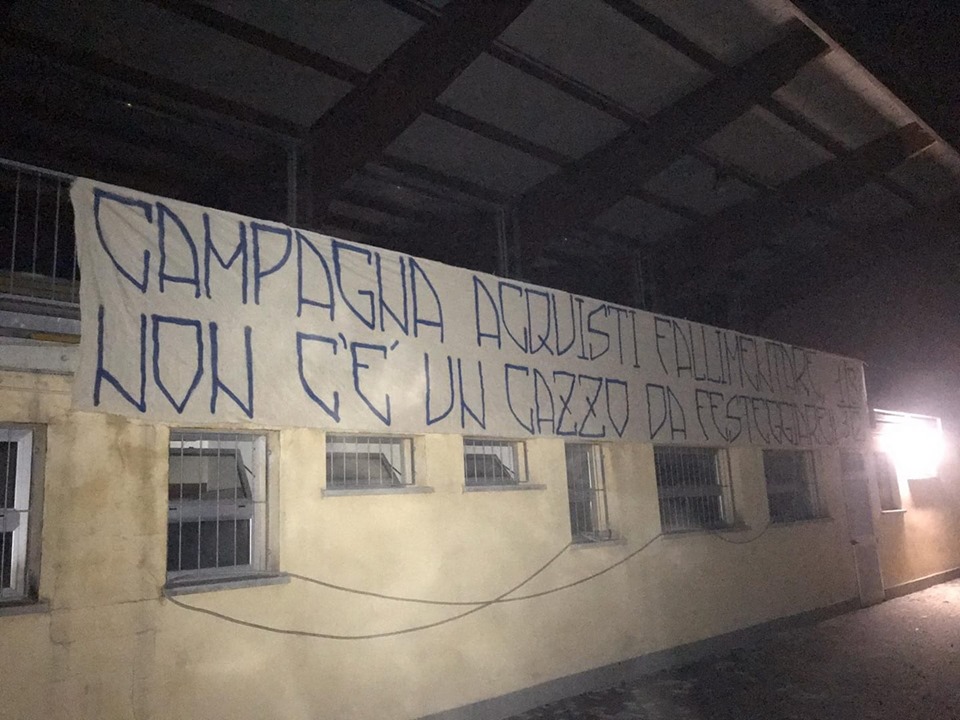 CAMPAGNA ACQUISTI FALLIMENTARE
NON C'È UN CAZZO DA FESTEGGIARE